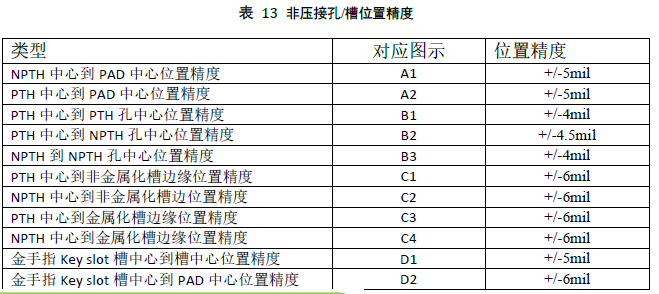 表 13 非压接孔/槽位置精度
类型 对应图示 位置精度
NPTH 中心到 PAD 中心位置精度 A1 +/-5mil
PTH 中心到 PAD 中心位置精度 A2 +/-5mil
PTH 中心到 PTH 孔中心位置精度 B1 +/-4mil
PTH 中心到 NPTH 孔中心位置精度 B2 +/-4.5mil
NPTH 到 NPTH 孔中心位置精度 B3 +/-4mil
PTH 中心到非金属化槽边缘位置精度 C1 +/-6mil
NPTH 中心到非金属化槽边位置精度 C2 +/-6mil
PTH 中心到金属化槽边缘位置精度 C3 +/-6mil
NPTH 中心到金属化槽边缘位置精度 C4 +/-6mil
金手指 Key slot 槽中心到槽中心位置精度 D1 +/-5mil
金手指 Key slot 槽中心到 PAD 中心位置精度 D2 +/-6mil